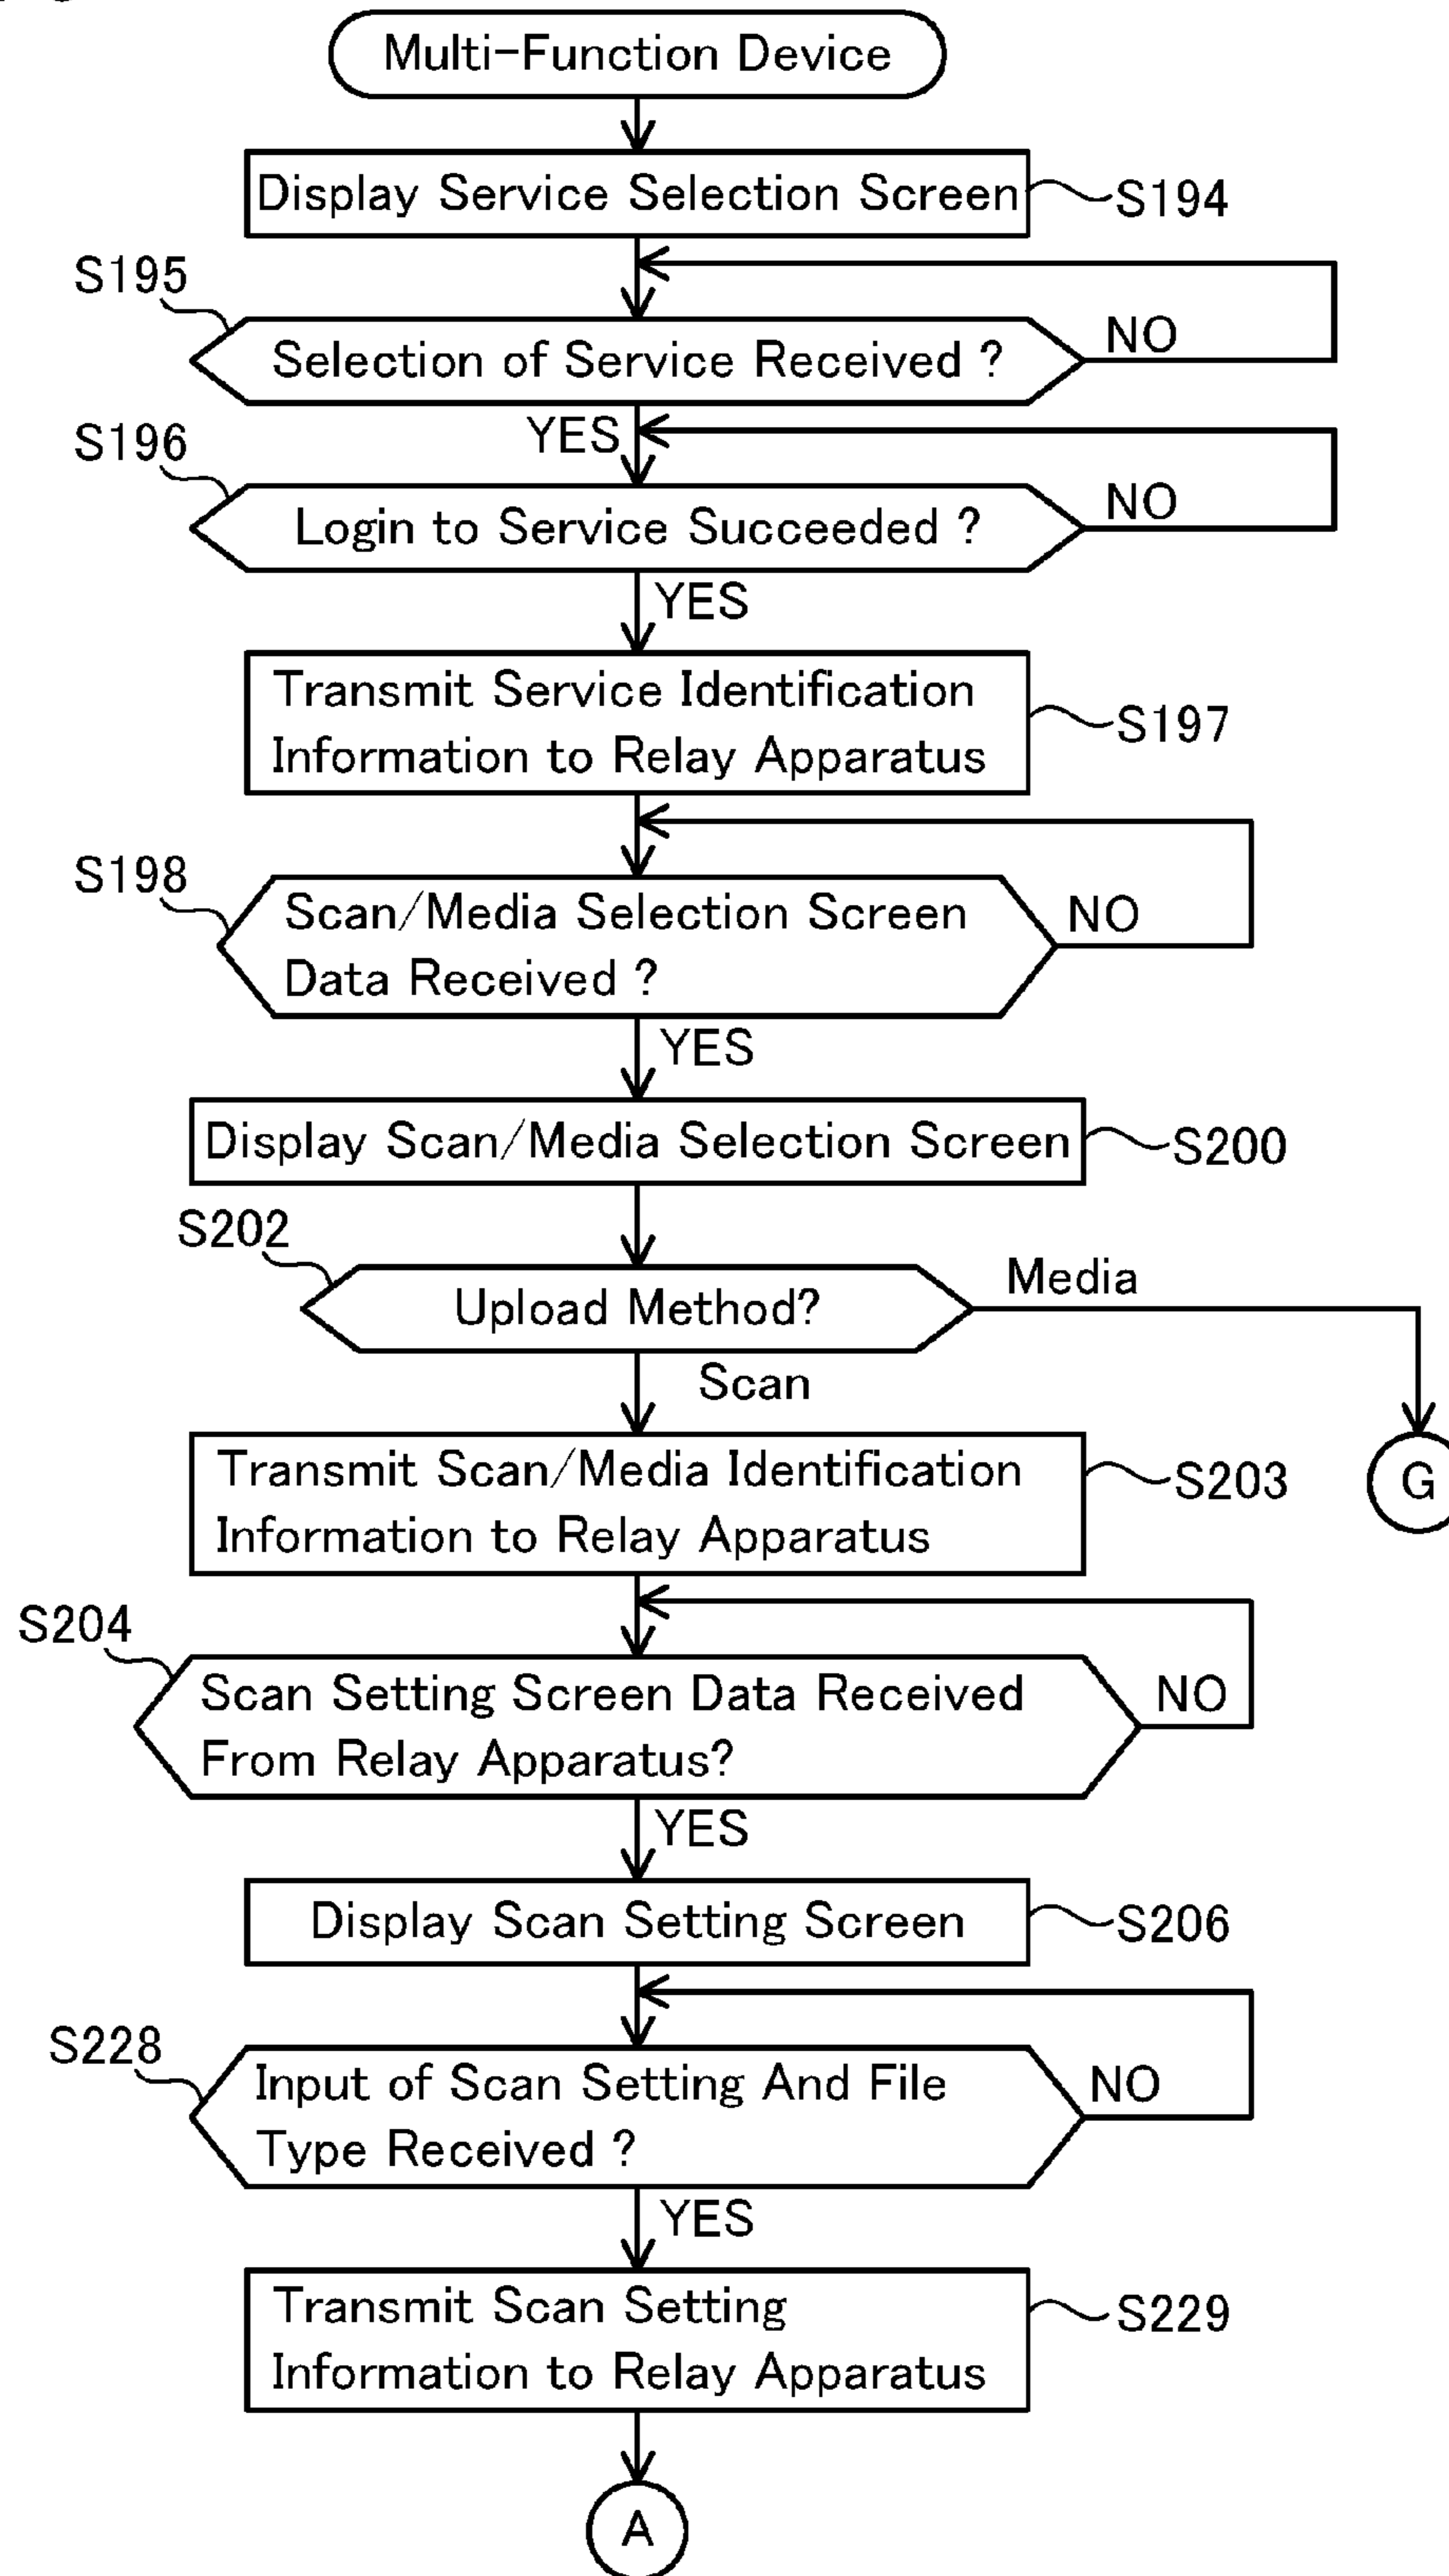 Multi-Function Device
Display Service Selection Screen
S194
S195
Selection of Service Received ?
NO
YES
S196
Login to Service Succeeded ?
NO
YES
Transmit Service Identification
Information to Relay Apparatus
S197
S198
Scan/Media Selection Screen
Data Received ?
NO
YES
Display Scan/Media Selection Screen
S200
S202
Upload Method?
Media
Scan
G
Transmit Scan/Media Identification
Information to Relay Apparatus
S203
S204
Scan Setting Screen Data Received
From Relay Apparatus?
NO
YES
Display Scan Setting Screen
S206
S228
Input of Scan Setting And File
Type Received ?
NO
YES
Transmit Scan Setting
Information to Relay Apparatus
S229
A